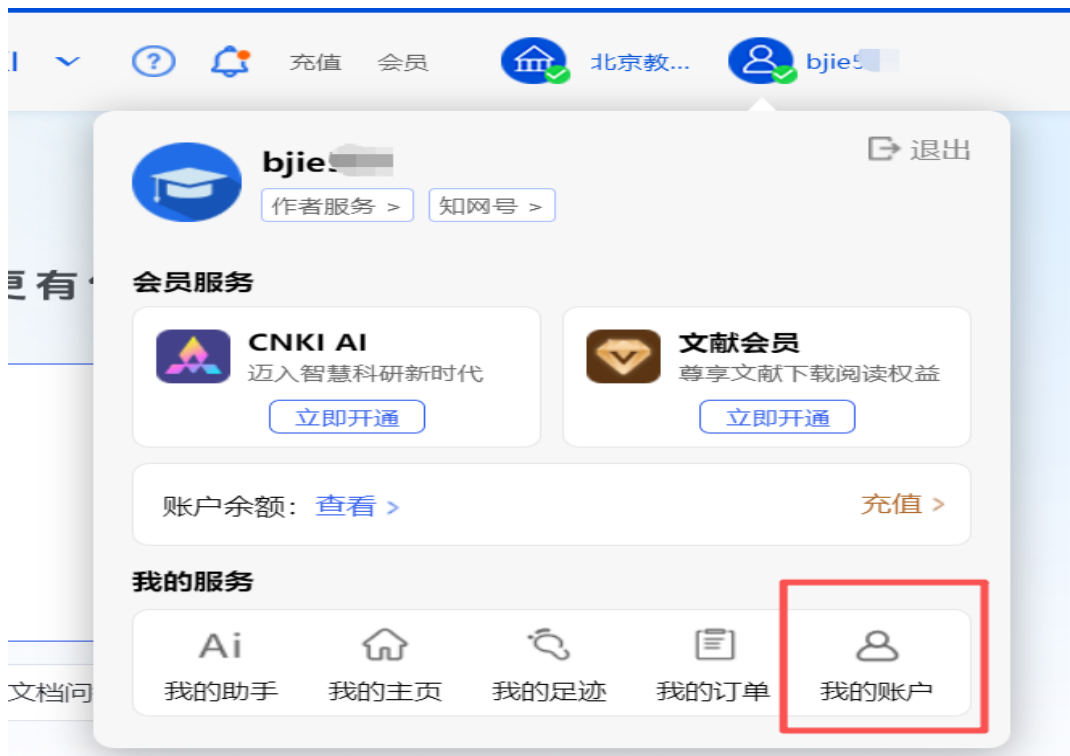 充值 会员 北京教... bjie5
bjie
退出
作者服务 > 知网号 >
更有
会员服务
CNKI AI
迈入智慧科研新时代
立即开通
文献会员
尊享文献下载阅读权益
立即开通
账户余额: 查看 >
充值 >
我的服务
Ai
我的助手 我的主页 我的足迹 我的订单 我的账户
文档问